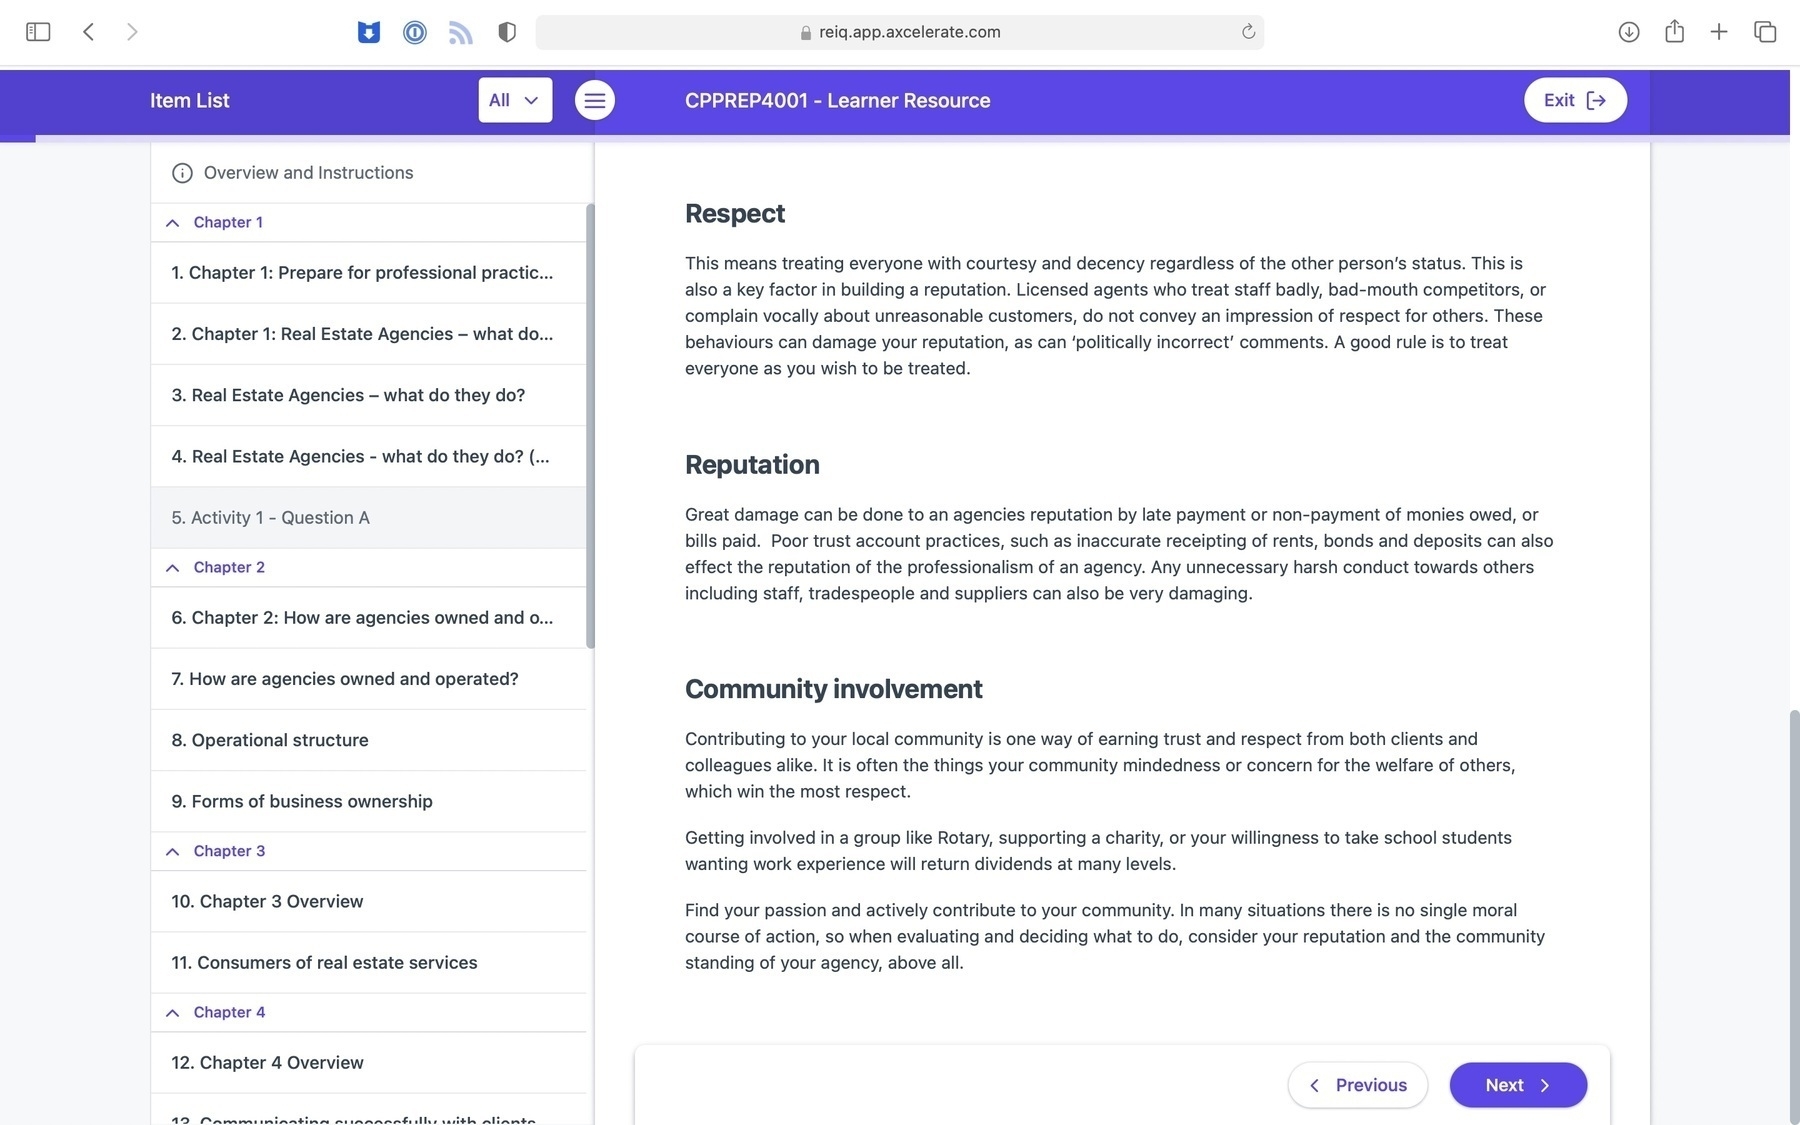 reiq.app.axcelerate.com
Item List
All
CPPREP4001 - Learner Resource
Exit
Overview and Instructions
Chapter 1
1. Chapter 1: Prepare for professional practic...
2. Chapter 1: Real Estate Agencies – what do...
3. Real Estate Agencies – what do they do?
4. Real Estate Agencies - what do they do? (...
5. Activity 1 - Question A
Chapter 2
6. Chapter 2: How are agencies owned and o...
7. How are agencies owned and operated?
8. Operational structure
9. Forms of business ownership
Chapter 3
10. Chapter 3 Overview
11. Consumers of real estate services
Chapter 4
12. Chapter 4 Overview
13. Communicating successfully with clients
Respect
This means treating everyone with courtesy and decency regardless of the other person’s status. This is
also a key factor in building a reputation. Licensed agents who treat staff badly, bad-mouth competitors, or
complain vocally about unreasonable customers, do not convey an impression of respect for others. These
behaviours can damage your reputation, as can ‘politically incorrect’ comments. A good rule is to treat
everyone as you wish to be treated.
Reputation
Great damage can be done to an agencies reputation by late payment or non-payment of monies owed, or
bills paid.  Poor trust account practices, such as inaccurate receipting of rents, bonds and deposits can also
effect the reputation of the professionalism of an agency. Any unnecessary harsh conduct towards others
including staff, tradespeople and suppliers can also be very damaging.
Community involvement
Contributing to your local community is one way of earning trust and respect from both clients and
colleagues alike. It is often the things your community mindedness or concern for the welfare of others,
which win the most respect.
Getting involved in a group like Rotary, supporting a charity, or your willingness to take school students
wanting work experience will return dividends at many levels.
Find your passion and actively contribute to your community. In many situations there is no single moral
course of action, so when evaluating and deciding what to do, consider your reputation and the community
standing of your agency, above all.
Previous
Next